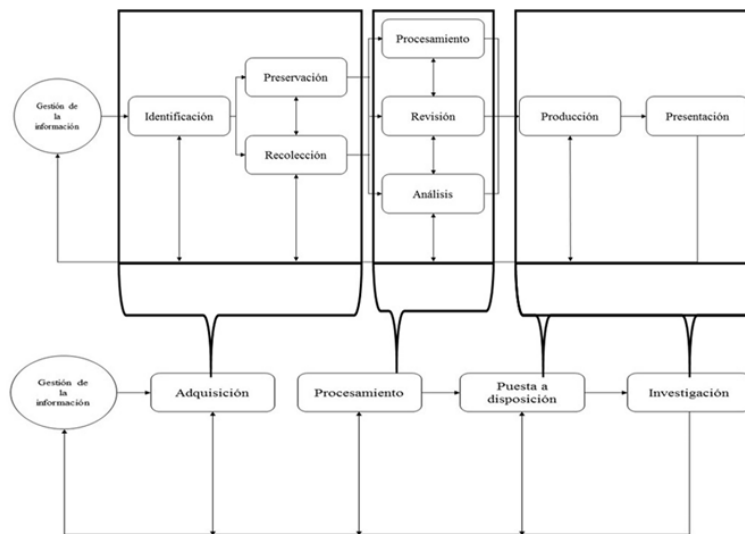 Gestión de
la
información
Identificación
Preservación
Recolección
Procesamiento
Revisión
Análisis
Producción
Presentación
Gestión de
la
información
Adquisición
Procesamiento
Puesta a
disposición
Investigación